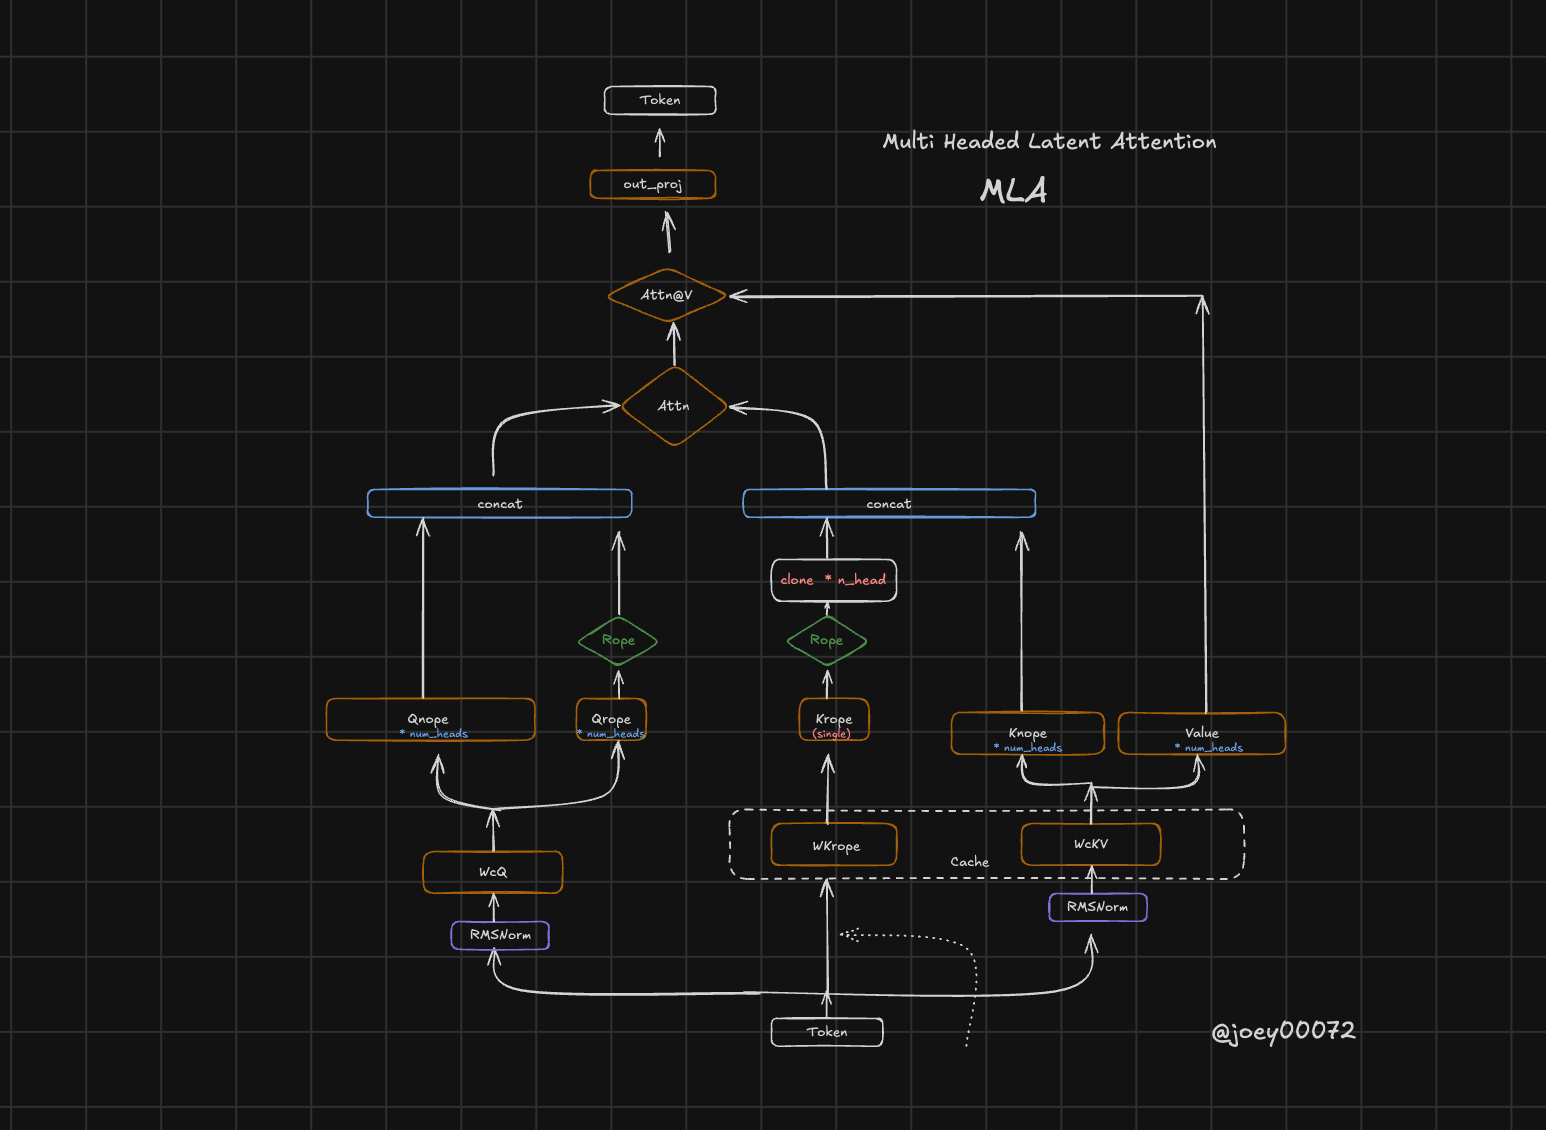 Token
Multi Headed Latent Attention
MLA
out_proj
Attn@V
Attn
concat
concat
clone * n_head
Rope
Rope
Qnope
* num_heads
Qrope
* num_heads
Krope
(single)
Knope
* num_heads
Value
* num_heads
WKrope
WcKV
Cache
WcQ
RMSNorm
RMSNorm
Token
@joey00072